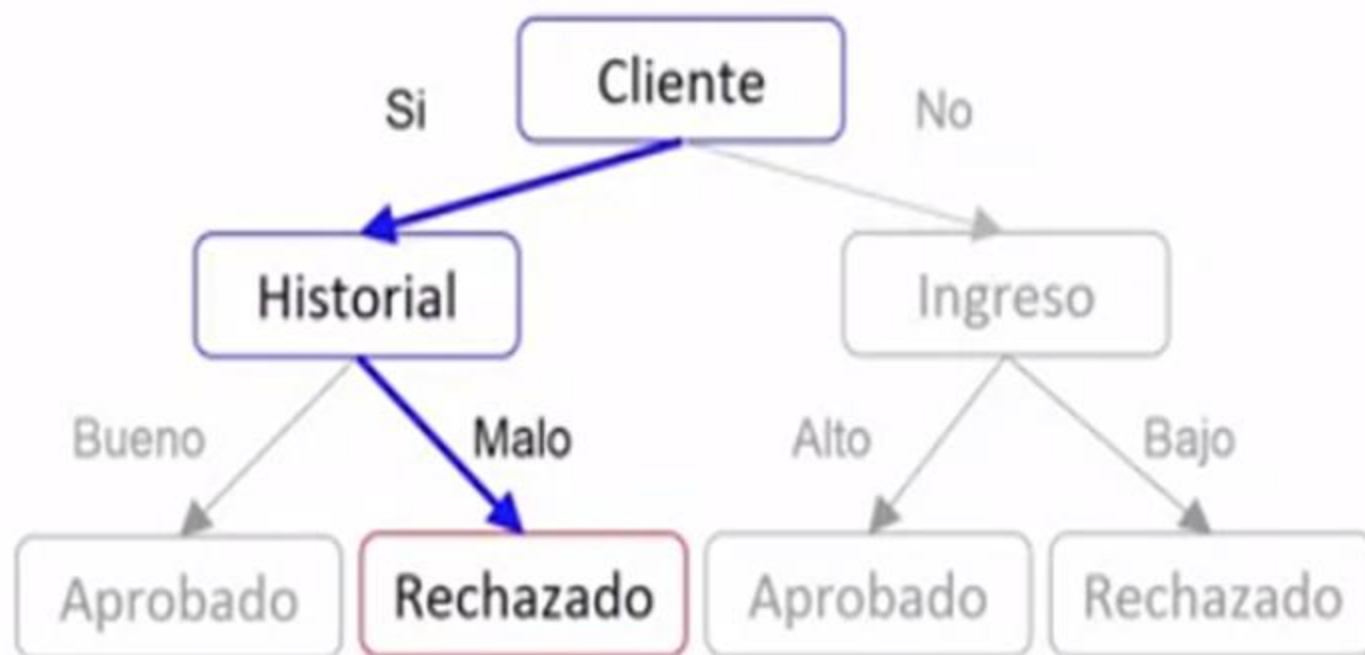 Cliente
Si
No
Historial
Ingreso
Bueno
Malo
Alto
Bajo
Aprobado
Rechazado
Aprobado
Rechazado